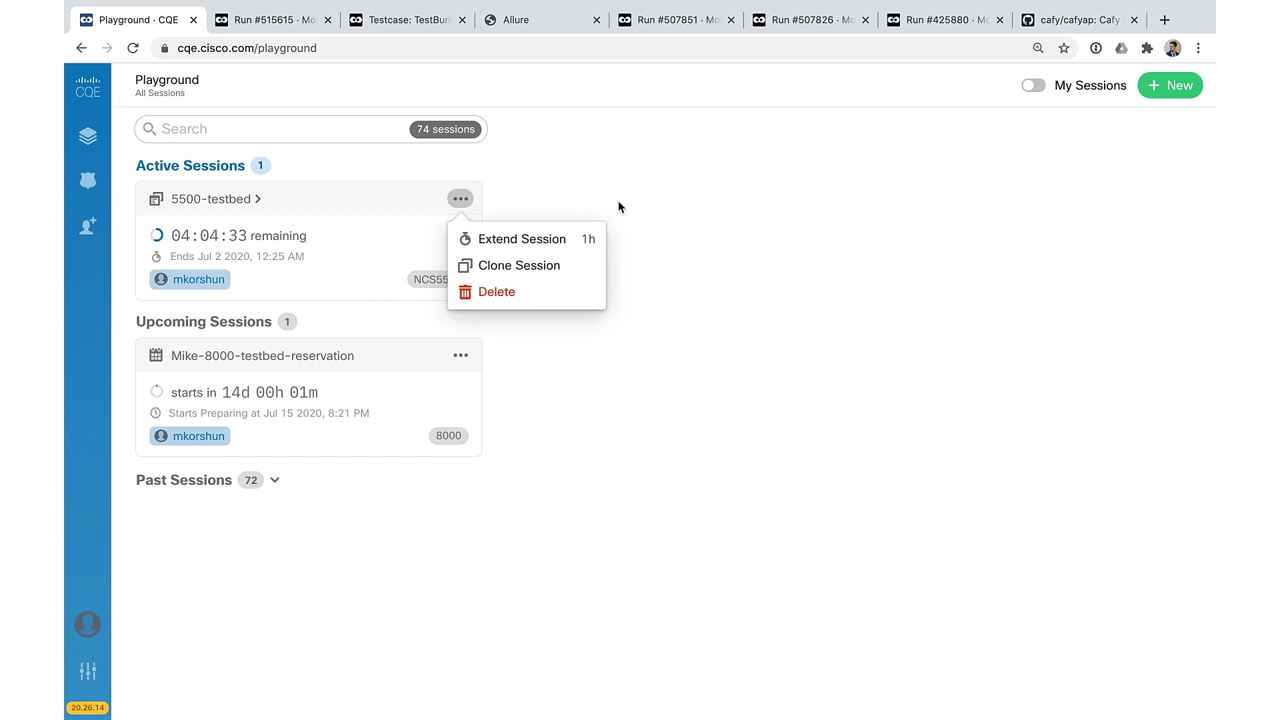 Playground - CQE
Run #515615 - Mo
Testcase: TestBun
Allure
Run #507851 - Mo
Run #507826 - Mo
Run #425880 - Mo
cafy/cafyap: Cafy
cqe.cisco.com/playground
CQE
Playground
All Sessions
My Sessions
+ New
Search
74 sessions
Active Sessions 1
5500-testbed
04:04:33 remaining
Ends Jul 2 2020, 12:25 AM
mkorshun
NCS55
Extend Session 1h
Clone Session
Delete
Upcoming Sessions 1
Mike-8000-testbed-reservation
starts in 14d 00h 01m
Starts Preparing at Jul 15 2020, 8:21 PM
mkorshun
8000
Past Sessions 72
20.26.14